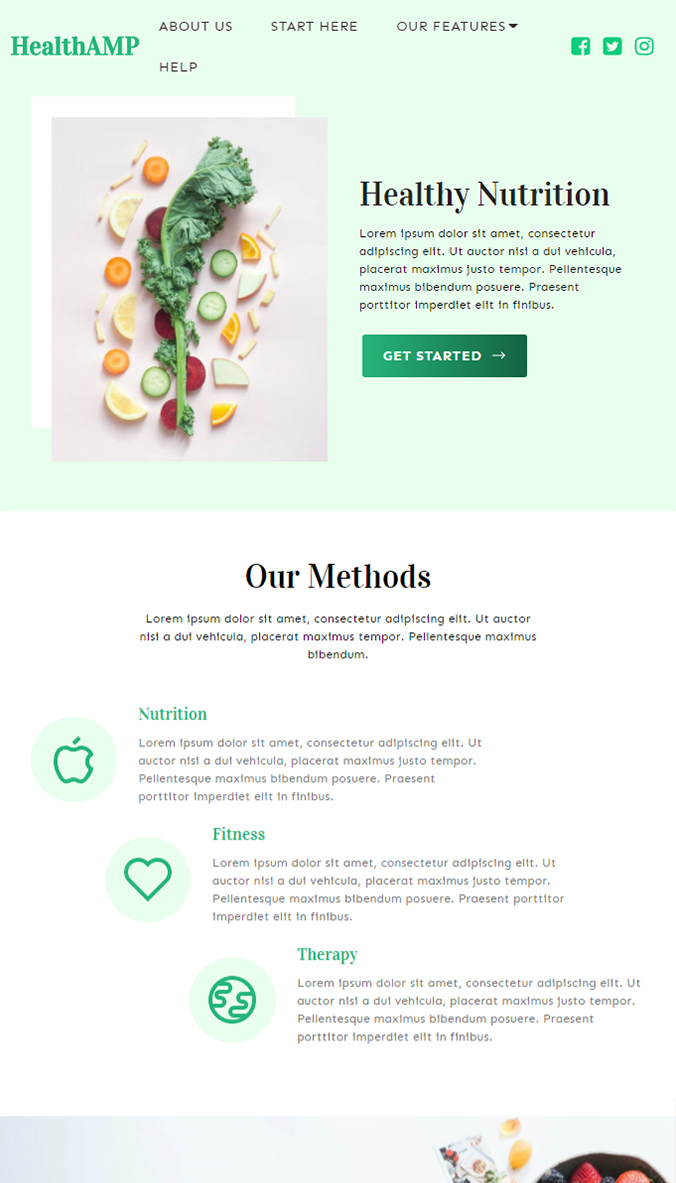 HealthAMP
ABOUT US
START HERE
OUR FEATURES
HELP
Healthy Nutrition
Lorem ipsum dolor sit amet, consectetur
adipiscing elit. Ut auctor nisi a dui vehicula,
placerat maximus justo tempor. Pellentesque
maximus bibendum posuere. Praesent
porttitor imperdiet elit in finibus.
GET STARTED
Our Methods
Lorem ipsum dolor sit amet, consectetur adipiscing elit. Ut auctor
nisi a dui vehicula, placerat maximus tempor. Pellentesque maximus
bibendum.
Nutrition
Lorem ipsum dolor sit amet, consectetur adipiscing elit. Ut
auctor nisi a dui vehicula, placerat maximus justo tempor.
Pellentesque maximus bibendum posuere. Praesent
porttitor imperdiet elit in finibus.
Fitness
Lorem ipsum dolor sit amet, consectetur adipiscing elit. Ut
auctor nisi a dui vehicula, placerat maximus justo tempor.
Pellentesque maximus bibendum posuere. Praesent porttitor
imperdiet elit in finibus.
Therapy
Lorem ipsum dolor sit amet, consectetur adipiscing elit. Ut
auctor nisi a dui vehicula, placerat maximus justo tempor.
Pellentesque maximus bibendum posuere. Praesent
porttitor imperdiet elit in finibus.